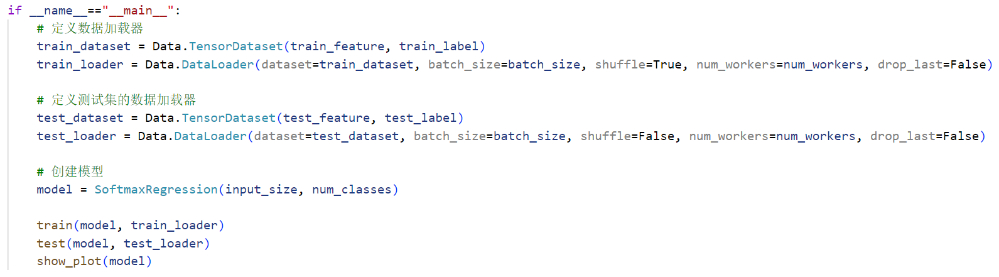 if __name__=="__main__":
    # 定义数据加载器
    train_dataset = Data.TensorDataset(train_feature, train_label)
    train_loader = Data.DataLoader(dataset=train_dataset, batch_size=batch_size, shuffle=True, num_workers=num_workers, drop_last=False)

    # 定义测试集的数据加载器
    test_dataset = Data.TensorDataset(test_feature, test_label)
    test_loader = Data.DataLoader(dataset=test_dataset, batch_size=batch_size, shuffle=False, num_workers=num_workers, drop_last=False)

    # 创建模型
    model = SoftmaxRegression(input_size, num_classes)

    train(model, train_loader)
    test(model, test_loader)
    show_plot(model)